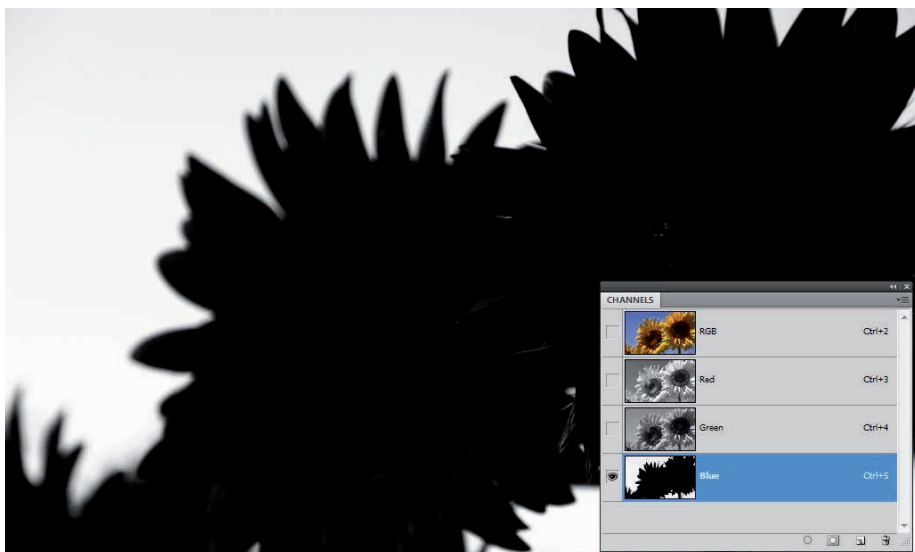 CHANNELS
RGB Ctrl+2
Red Ctrl+3
Green Ctrl+4
Blue Ctrl+5